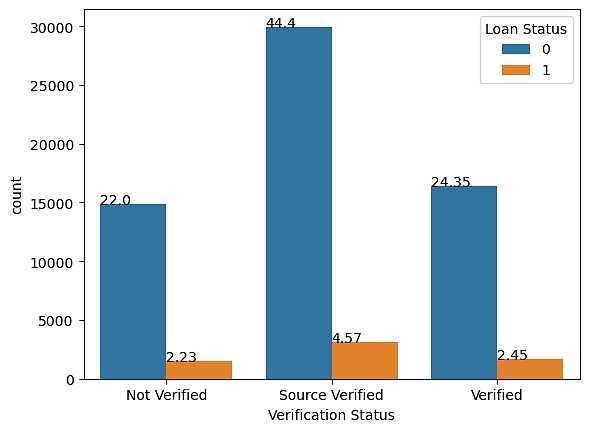 44.4
30000
Loan Status
0
1
25000
20000
24.35
22.0
15000
count
10000
5000
4.57
2.23
2.45
0
Not Verified
Source Verified
Verified
Verification Status